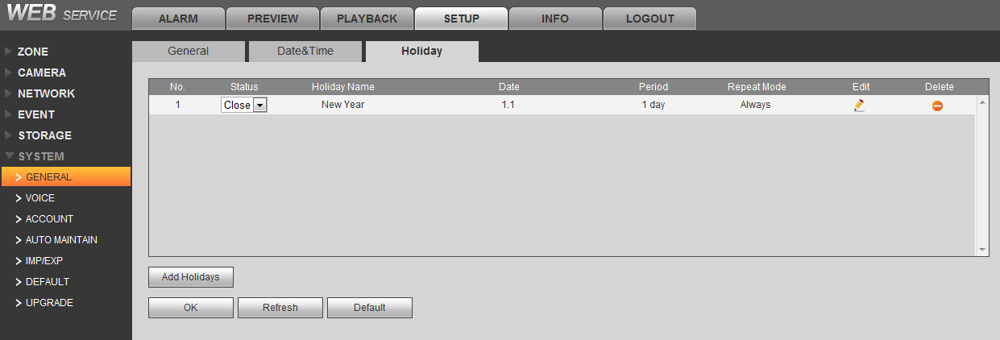 WEB SERVICE
ALARM PREVIEW PLAYBACK SETUP INFO LOGOUT
ZONE
CAMERA
NETWORK
EVENT
STORAGE
SYSTEM
GENERAL
VOICE
ACCOUNT
AUTO MAINTAIN
IMP/EXP
DEFAULT
UPGRADE
General Date&Time Holiday
No. Status Holiday Name Date Period Repeat Mode Edit Delete
1 Close New Year 1.1 1 day Always
Add Holidays
OK Refresh Default